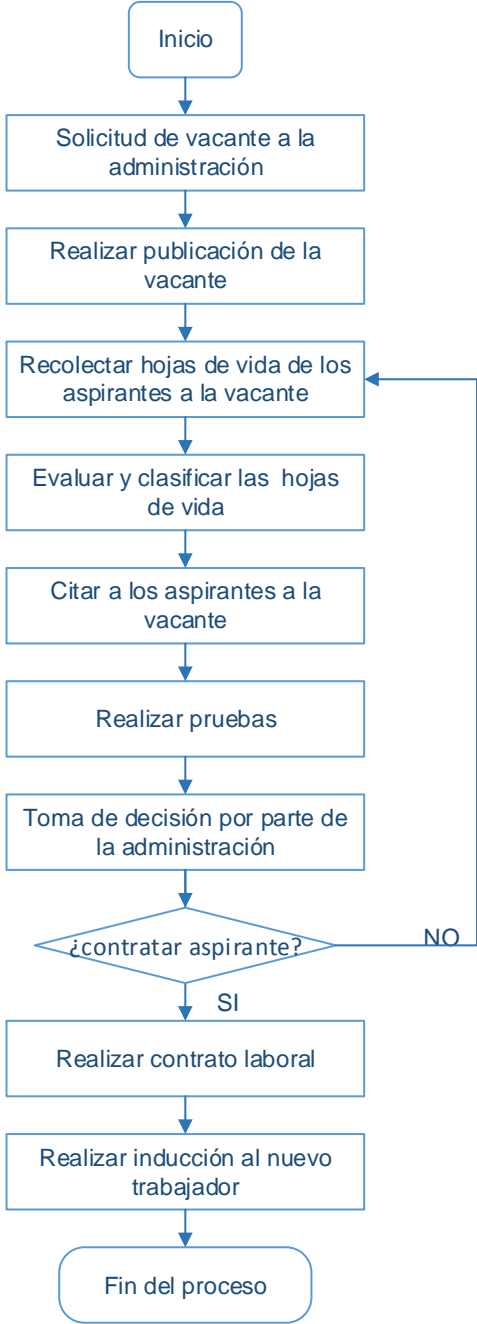 Inicio
Solicitud de vacante a la
administración
Realizar publicación de la
vacante
Recolectar hojas de vida de los
aspirantes a la vacante
Evaluar y clasificar las  hojas
de vida
Citar a los aspirantes a la
vacante
Realizar pruebas
Toma de decisión por parte de
la administración
¿contratar aspirante?
NO
SI
Realizar contrato laboral
Realizar inducción al nuevo
trabajador
Fin del proceso